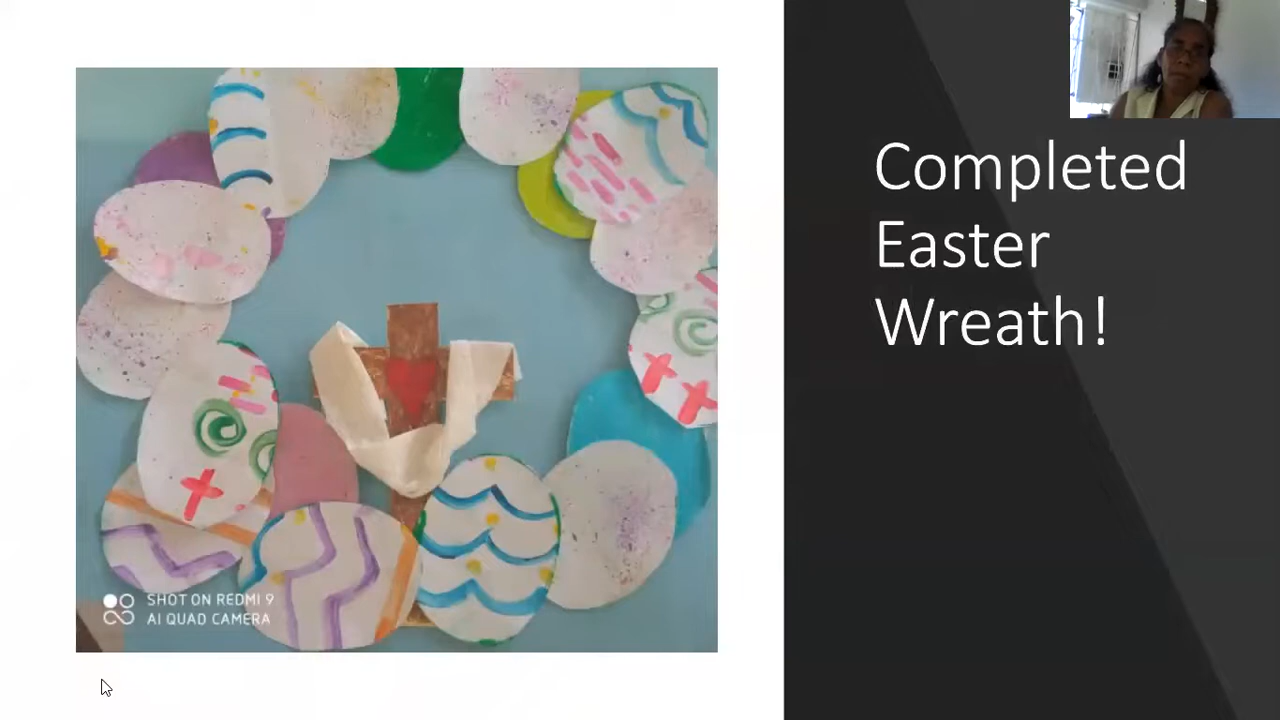 Completed
Easter
Wreath!
SHOT ON REDMI 9
AI QUAD CAMERA